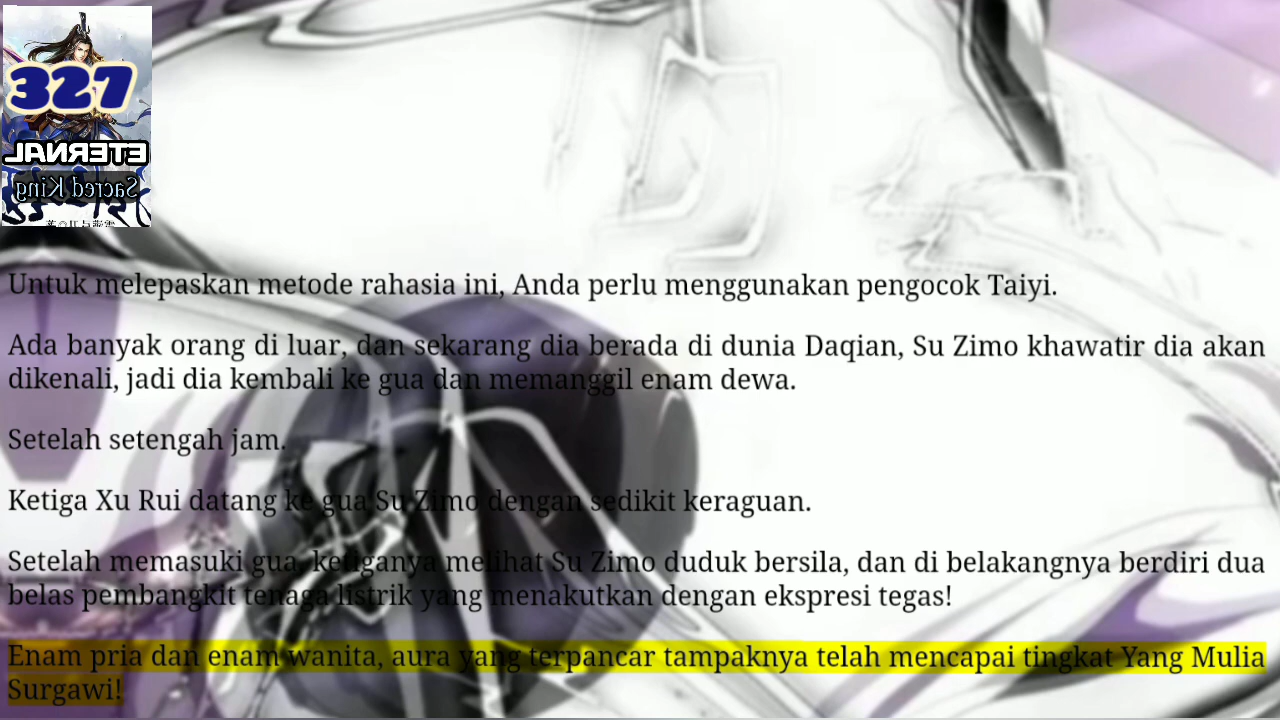 327
ETERNAL
Sacred King
Untuk melepaskan metode rahasia ini, Anda perlu menggunakan pengocok Taiyi.
Ada banyak orang di luar, dan sekarang dia berada di dunia Daqian, Su Zimo khawatir dia akan
dikenali, jadi dia kembali ke gua dan memanggil enam dewa.
Setelah setengah jam.
Ketiga Xu Rui datang ke gua Su Zimo dengan sedikit keraguan.
Setelah memasuki gua, ketiganya melihat Su Zimo duduk bersila, dan di belakangnya berdiri dua
belas pembangkit tenaga listrik yang menakutkan dengan ekspresi tegas!
Enam pria dan enam wanita, aura yang terpancar tampaknya telah mencapai tingkat Yang Mulia
Surgawi!